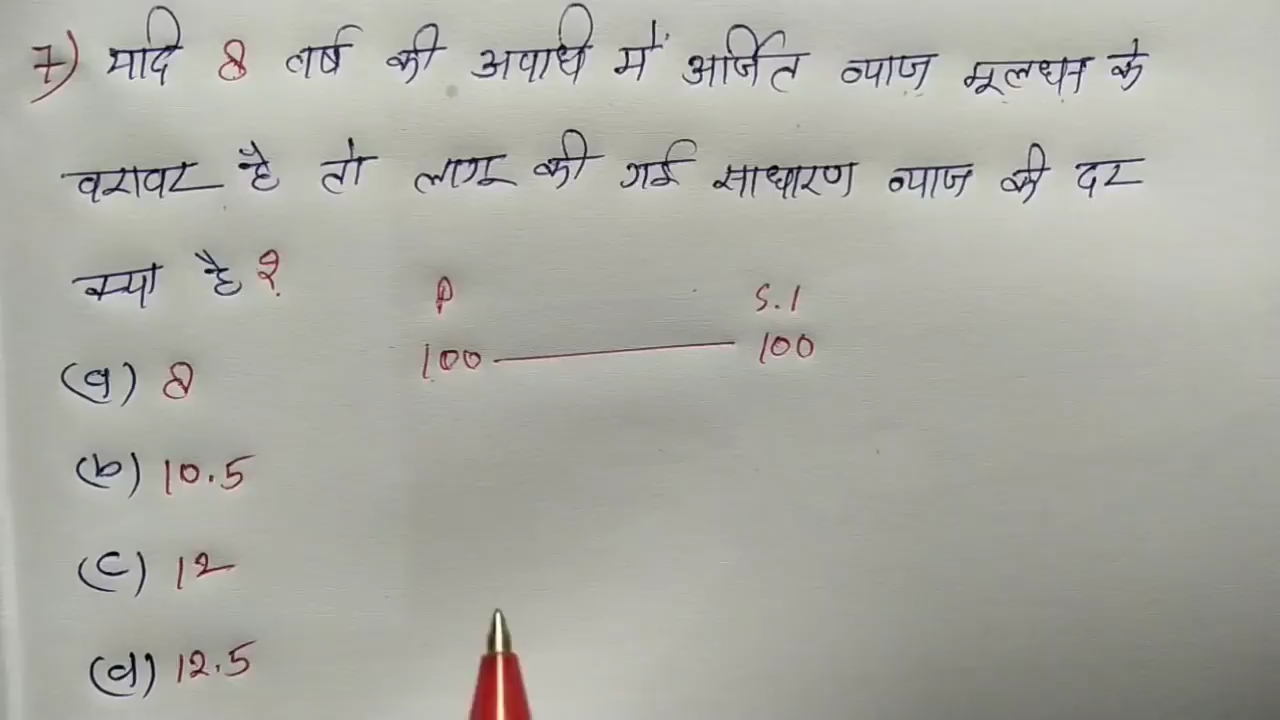 7) यदि 8 वर्ष की अवधि में अर्जित ब्याज मूलधन के
बराबर है तो लागू की गई साधारण ब्याज की दर
क्या है ?
P S.I
100 — 100
(a) 8
(b) 10.5
(c) 12
(d) 12.5